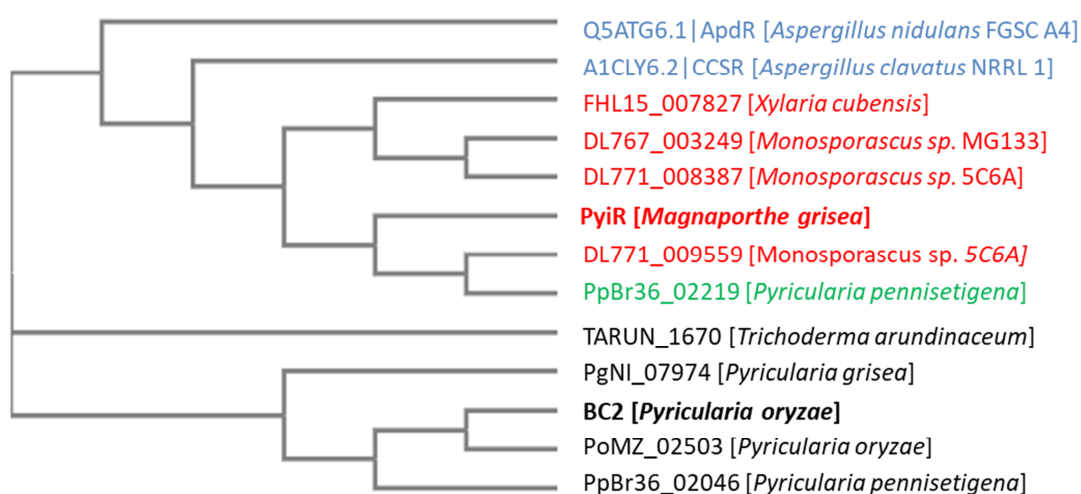 Q5ATG6.1|ApdR [Aspergillus nidulans FGSC A4]
A1CLY6.2|CCSR [Aspergillus clavatus NRRL 1]
FHL15_007827 [Xylaria cubensis]
DL767_003249 [Monosporascus sp. MG133]
DL771_008387 [Monosporascus sp. 5C6A]
PyiR [Magnaporthe grisea]
DL771_009559 [Monosporascus sp. 5C6A]
PpBr36_02219 [Pyricularia pennisetigena]
TARUN_1670 [Trichoderma arundinaceum]
PgNI_07974 [Pyricularia grisea]
BC2 [Pyricularia oryzae]
PoMZ_02503 [Pyricularia oryzae]
PpBr36_02046 [Pyricularia pennisetigena]